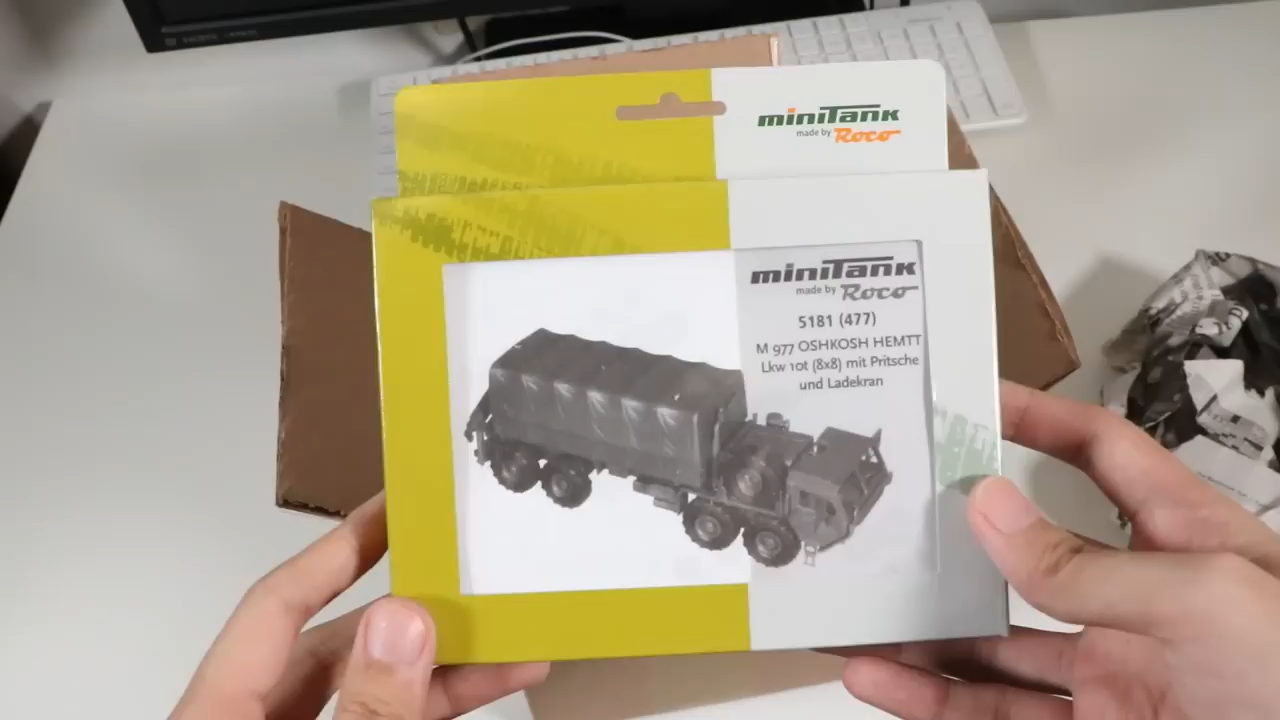 miniTank
made by Roco
miniTank
made by Roco
5181 (477)
M 977 OSHKOSH HEMTT
Lkw 10t (8x8) mit Pritsche
und Ladekran